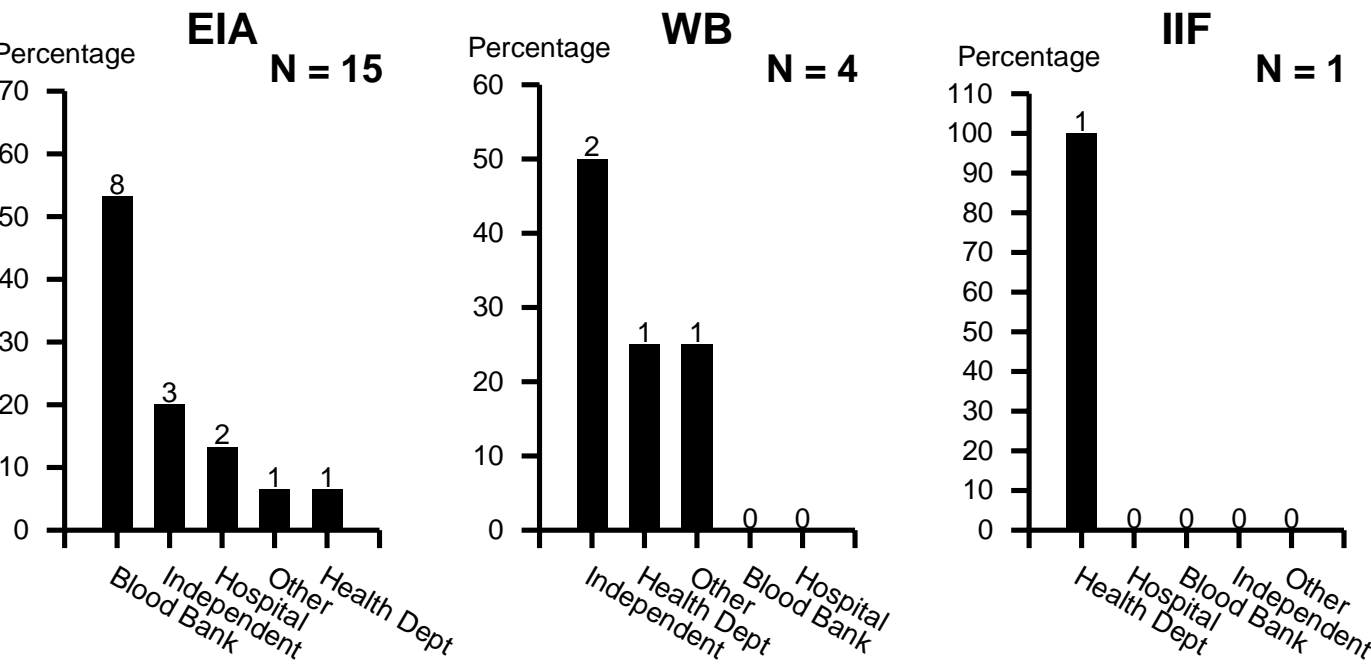 EIA
Percentage
N = 15
70
60
50
40
30
20
10
0
8
3
2
1
1
Blood Bank
Independent
Hospital
Other
Health Dept
WB
Percentage
N = 4
60
50
40
30
20
10
0
2
1
1
0
0
Independent
Health Dept
Other
Blood Bank
Hospital
IIF
Percentage
N = 1
110
100
90
80
70
60
50
40
30
20
10
0
1
0
0
0
0
Health Dept
Hospital
Blood Bank
Independent
Other